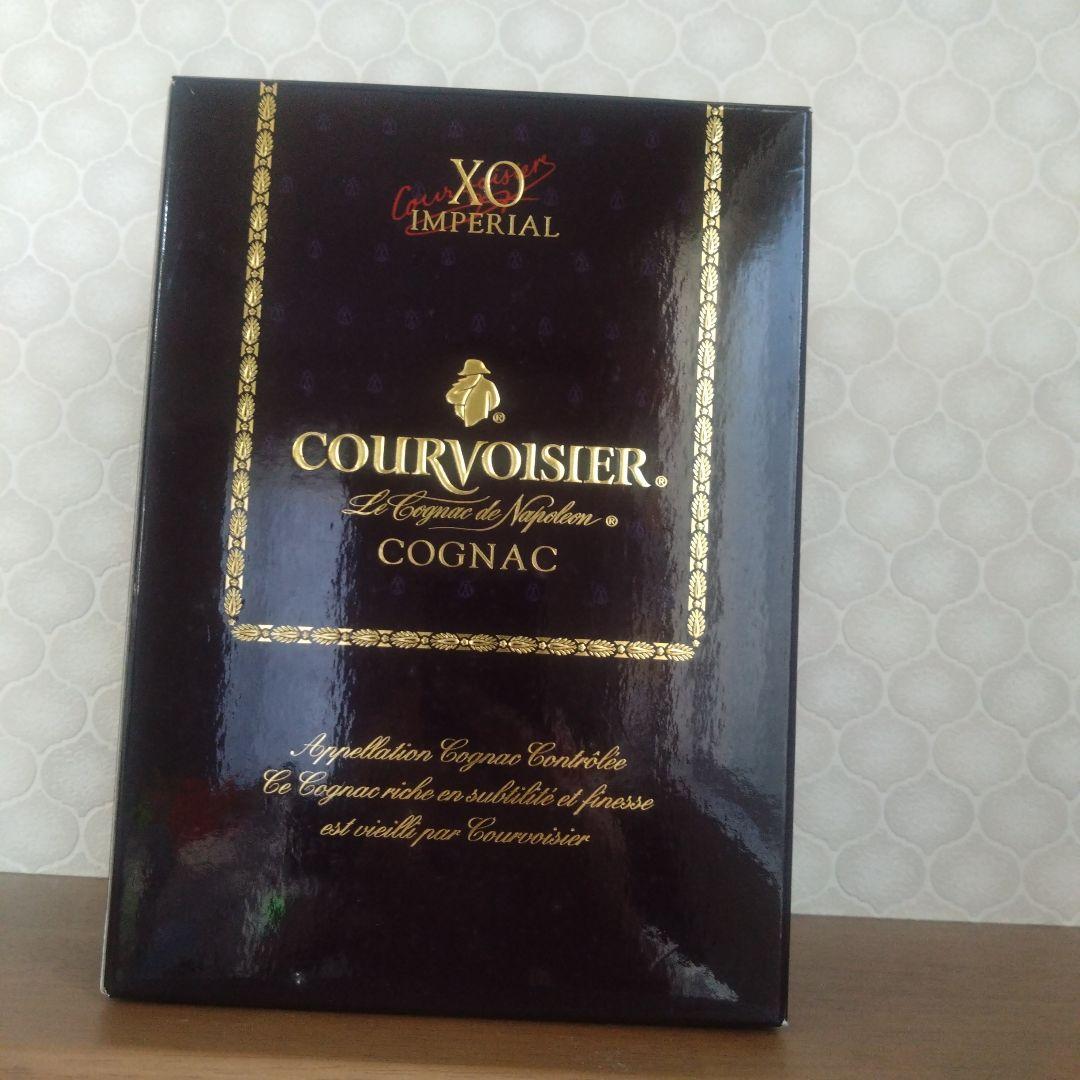 XO
Courvoisier
IMPERIAL
COURVOISIER®
Le Cognac de Napoleon ®
COGNAC
Appellation Cognac Contrôlée
Ce Cognac riche en subtilité et finesse
est vieilli par Courvoisier